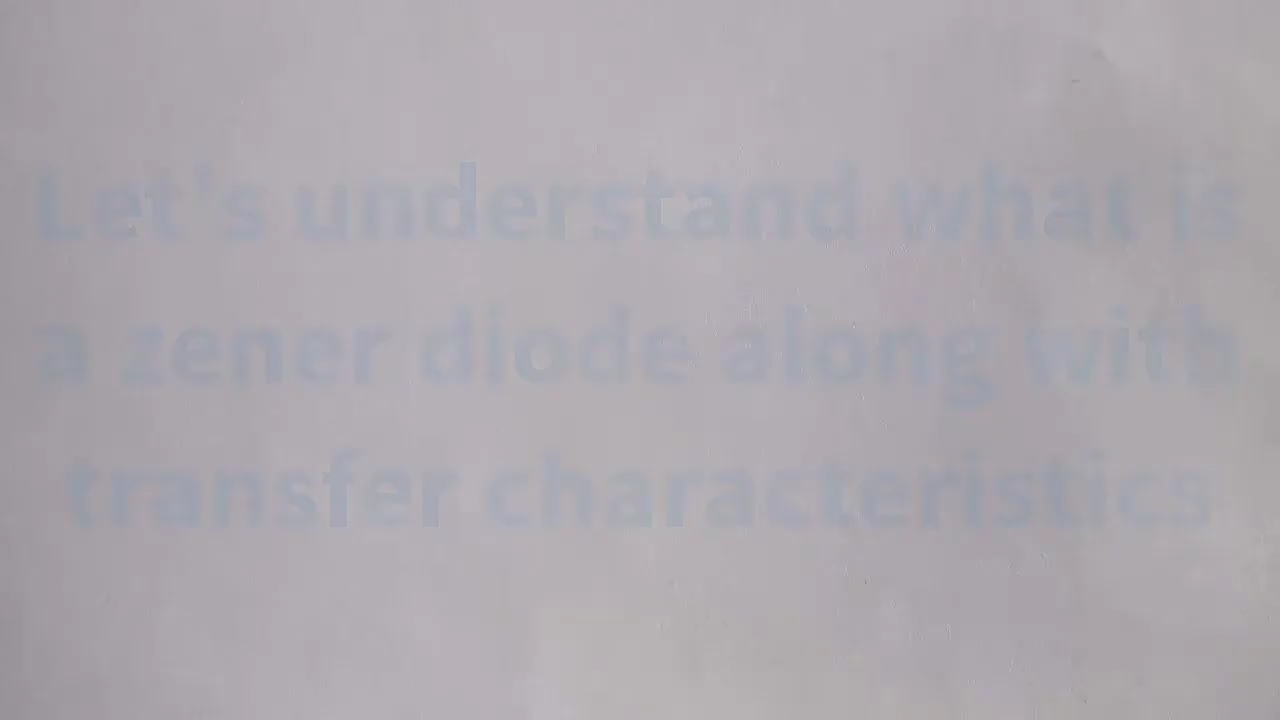 Let's understand what is
a zener diode along with
transfer characteristics